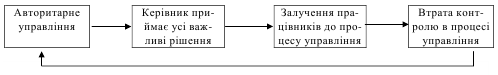 Авторитарне
управління
Керівник при-
ймає усі важ-
ливі рішення
Залучення пра-
цівників до про-
цесу управління
Втрата конт-
ролю в процесі
управління